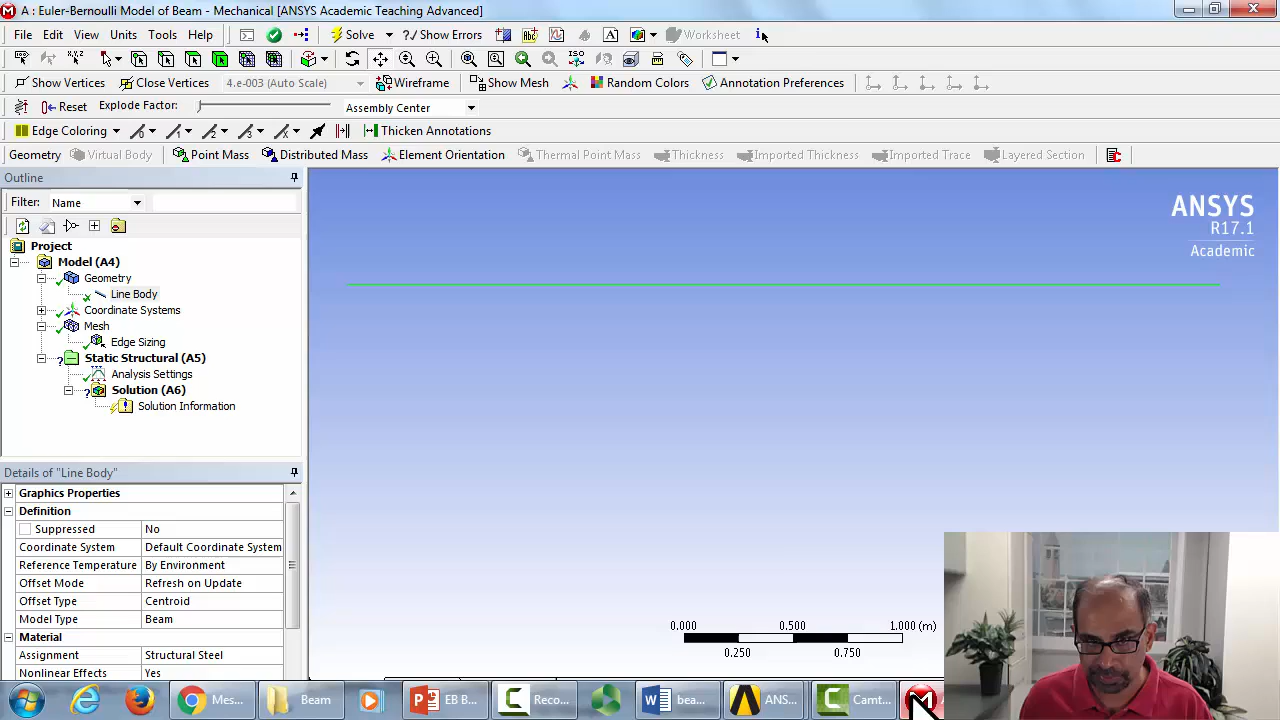 A : Euler-Bernoulli Model of Beam - Mechanical [ANSYS Academic Teaching Advanced]
File Edit View Units Tools Help Solve ?/ Show Errors Worksheet
Show Vertices Close Vertices 4.e-003 (Auto Scale) Wireframe Show Mesh Random Colors Annotation Preferences
Reset Explode Factor: Assembly Center
Edge Coloring Thicken Annotations
Geometry Virtual Body Point Mass Distributed Mass Element Orientation Thermal Point Mass Thickness Imported Thickness Imported Trace Layered Section
Outline
Filter: Name
Project
Model (A4)
Geometry
Line Body
Coordinate Systems
Mesh
Edge Sizing
Static Structural (A5)
Analysis Settings
Solution (A6)
Solution Information
Details of "Line Body"
Graphics Properties
Definition
Suppressed No
Coordinate System Default Coordinate System
Reference Temperature By Environment
Offset Mode Refresh on Update
Offset Type Centroid
Model Type Beam
Material
Assignment Structural Steel
Nonlinear Effects Yes
ANSYS
R17.1
Academic
0.000 0.500 1.000 (m)
0.250 0.750
Mes... Beam EB B... Reco... bea... ANS... Camt...